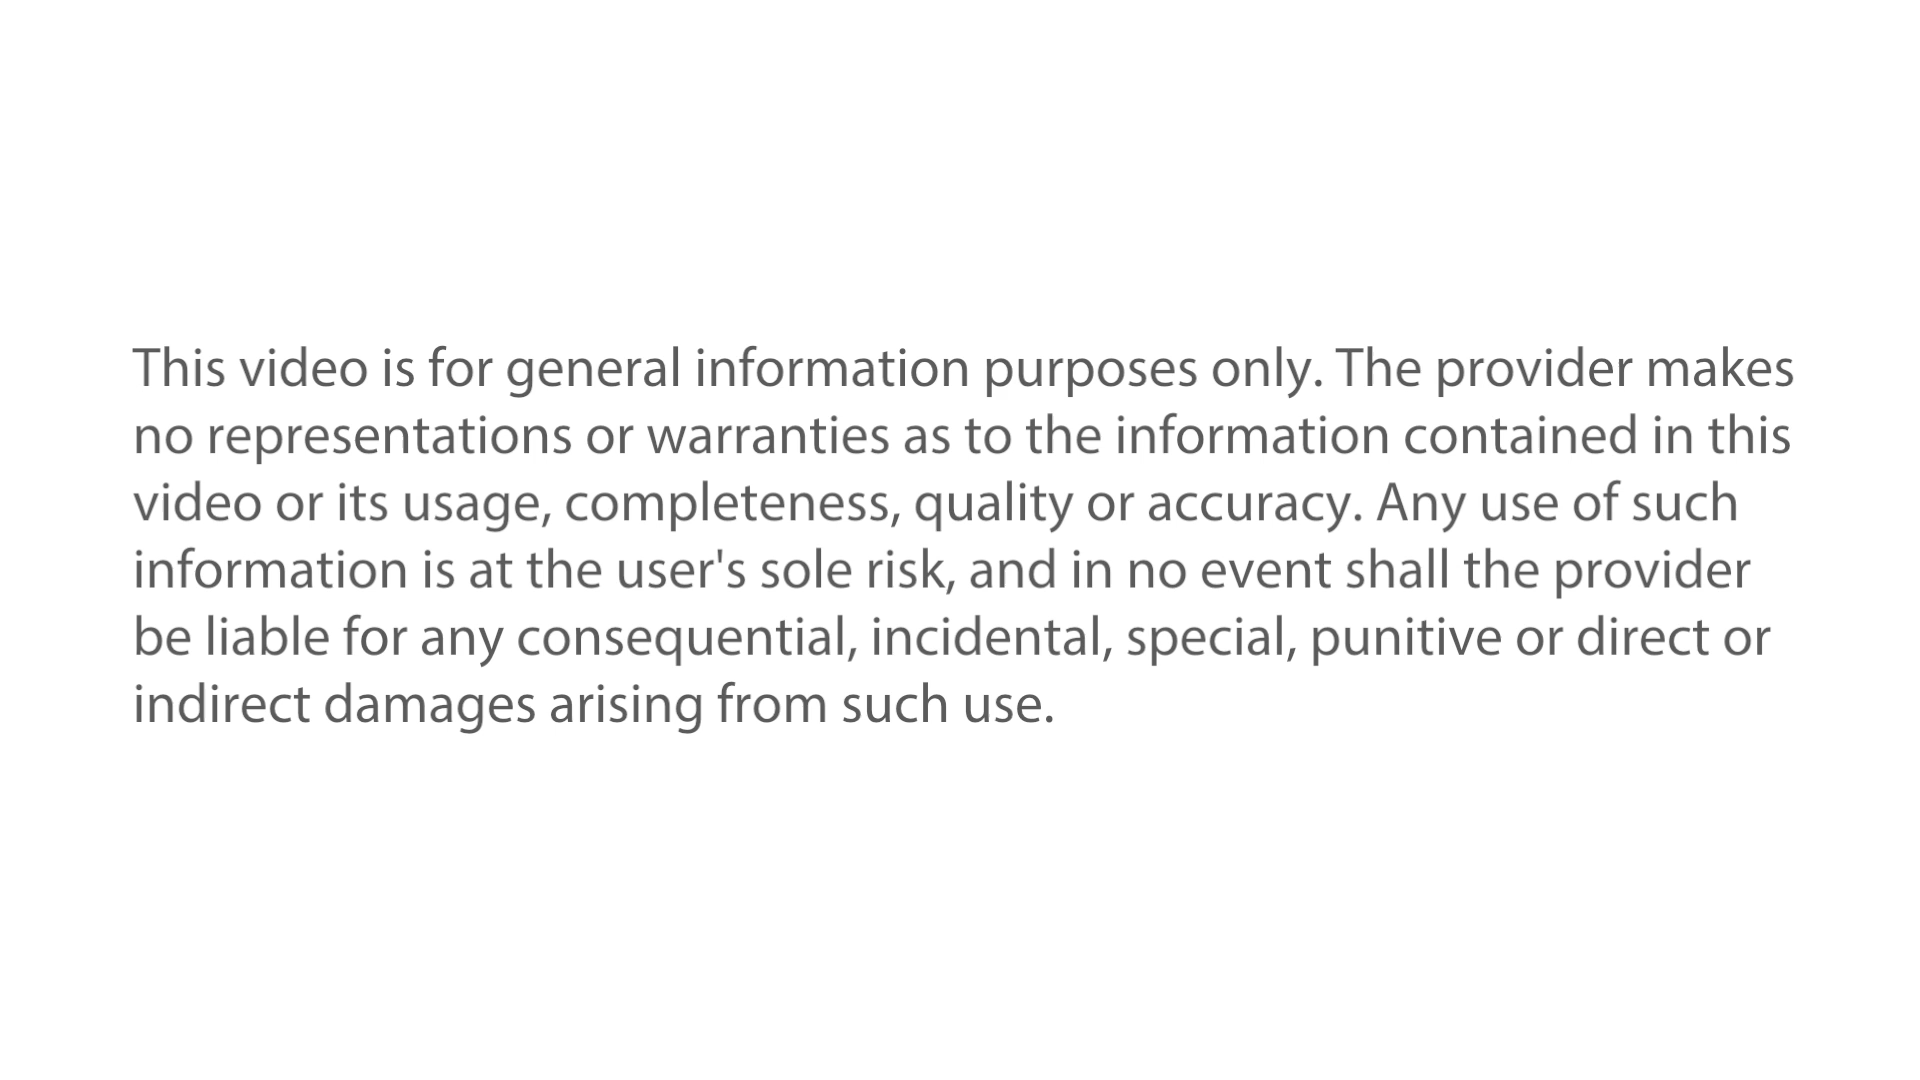 This video is for general information purposes only. The provider makes
no representations or warranties as to the information contained in this
video or its usage, completeness, quality or accuracy. Any use of such
information is at the user's sole risk, and in no event shall the provider
be liable for any consequential, incidental, special, punitive or direct or
indirect damages arising from such use.